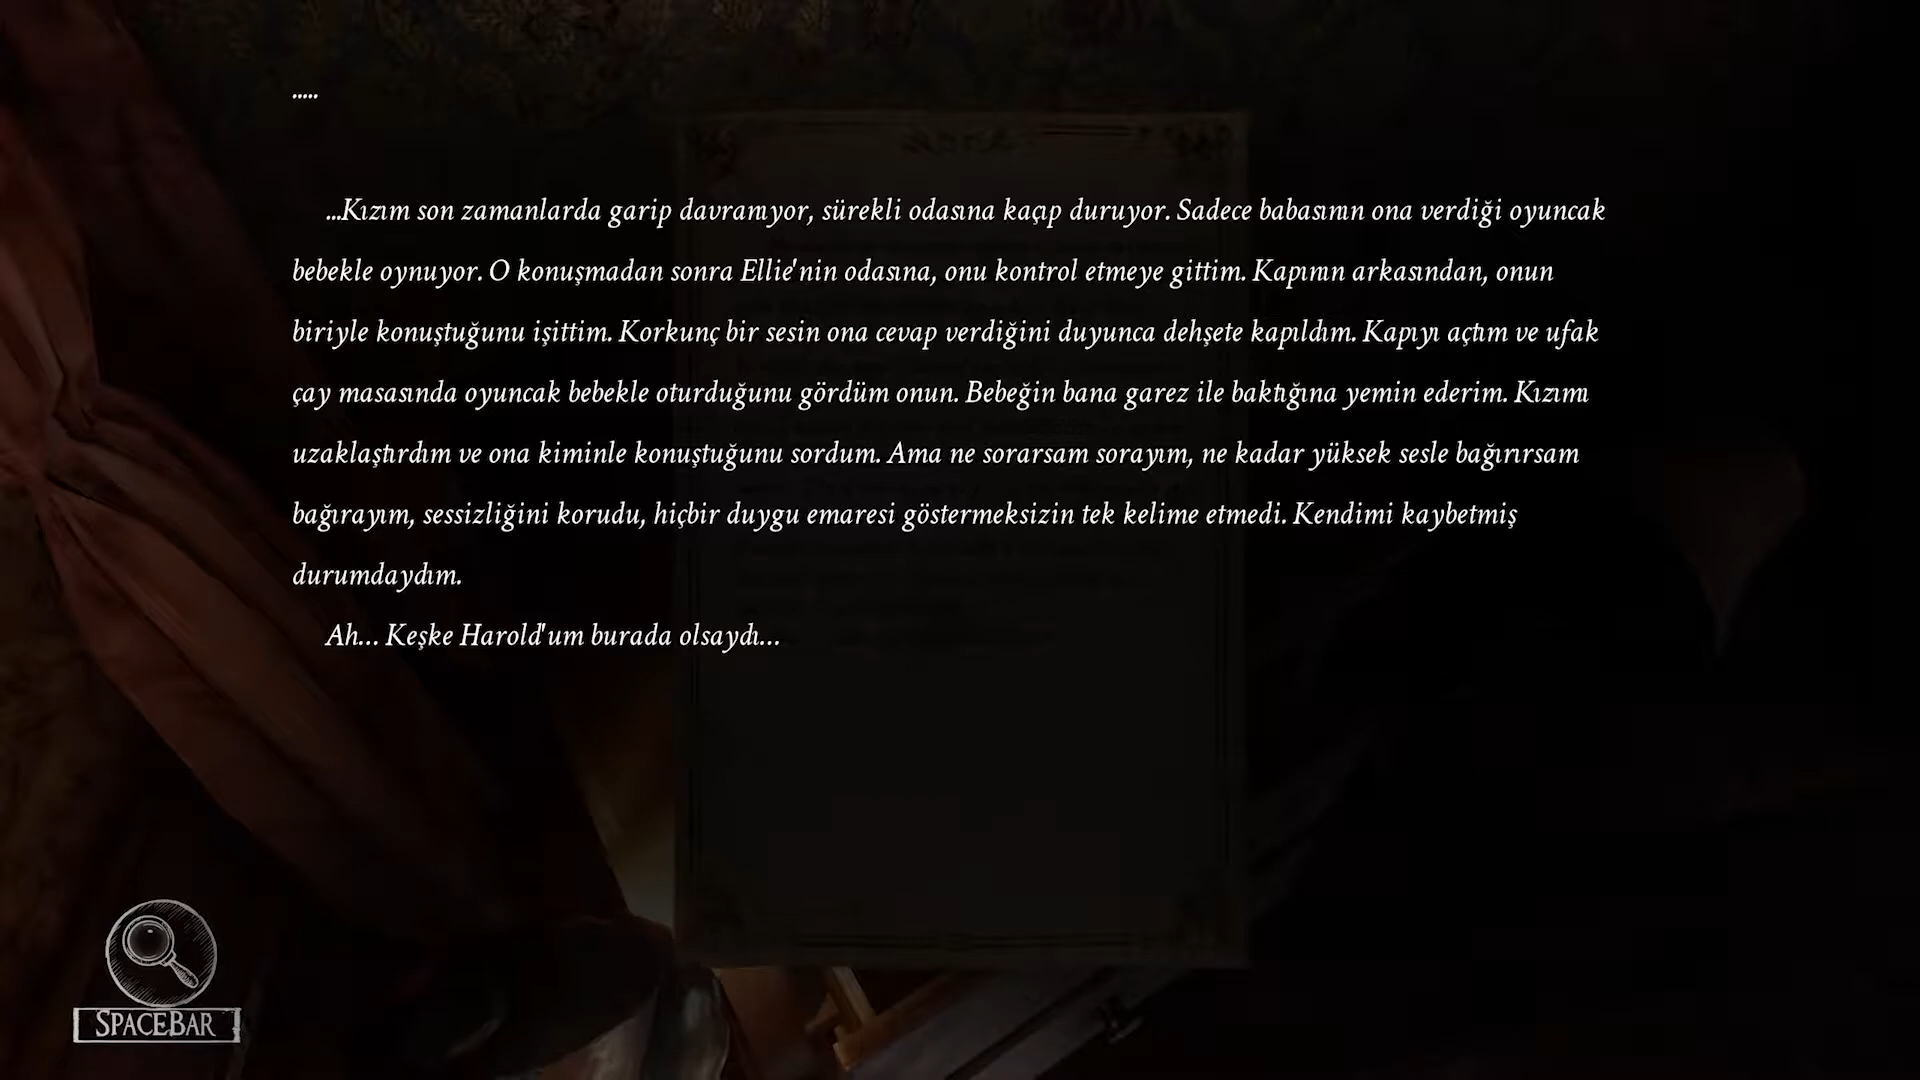 .....
...Kızım son zamanlarda garip davranıyor, sürekli odasına kaçıp duruyor. Sadece babasının ona verdiği oyuncak
bebekle oynuyor. O konuşmadan sonra Ellie'nin odasına, onu kontrol etmeye gittim. Kapının arkasından, onun
biriyle konuştuğunu işittim. Korkunç bir sesin ona cevap verdiğini duyunca dehşete kapıldım. Kapıyı açtım ve ufak
çay masasında oyuncak bebekle oturduğunu gördüm onun. Bebeğin bana garez ile baktığına yemin ederim. Kızımı
uzaklaştırdım ve ona kiminle konuştuğunu sordum. Ama ne sorarsam sorayım, ne kadar yüksek sesle bağırırsam
bağırayım, sessizliğini korudu, hiçbir duygu emaresi göstermeksizin tek kelime etmedi. Kendimi kaybetmiş
durumdaydım.
Ah... Keşke Harold'um burada olsaydı...
SPACEBAR